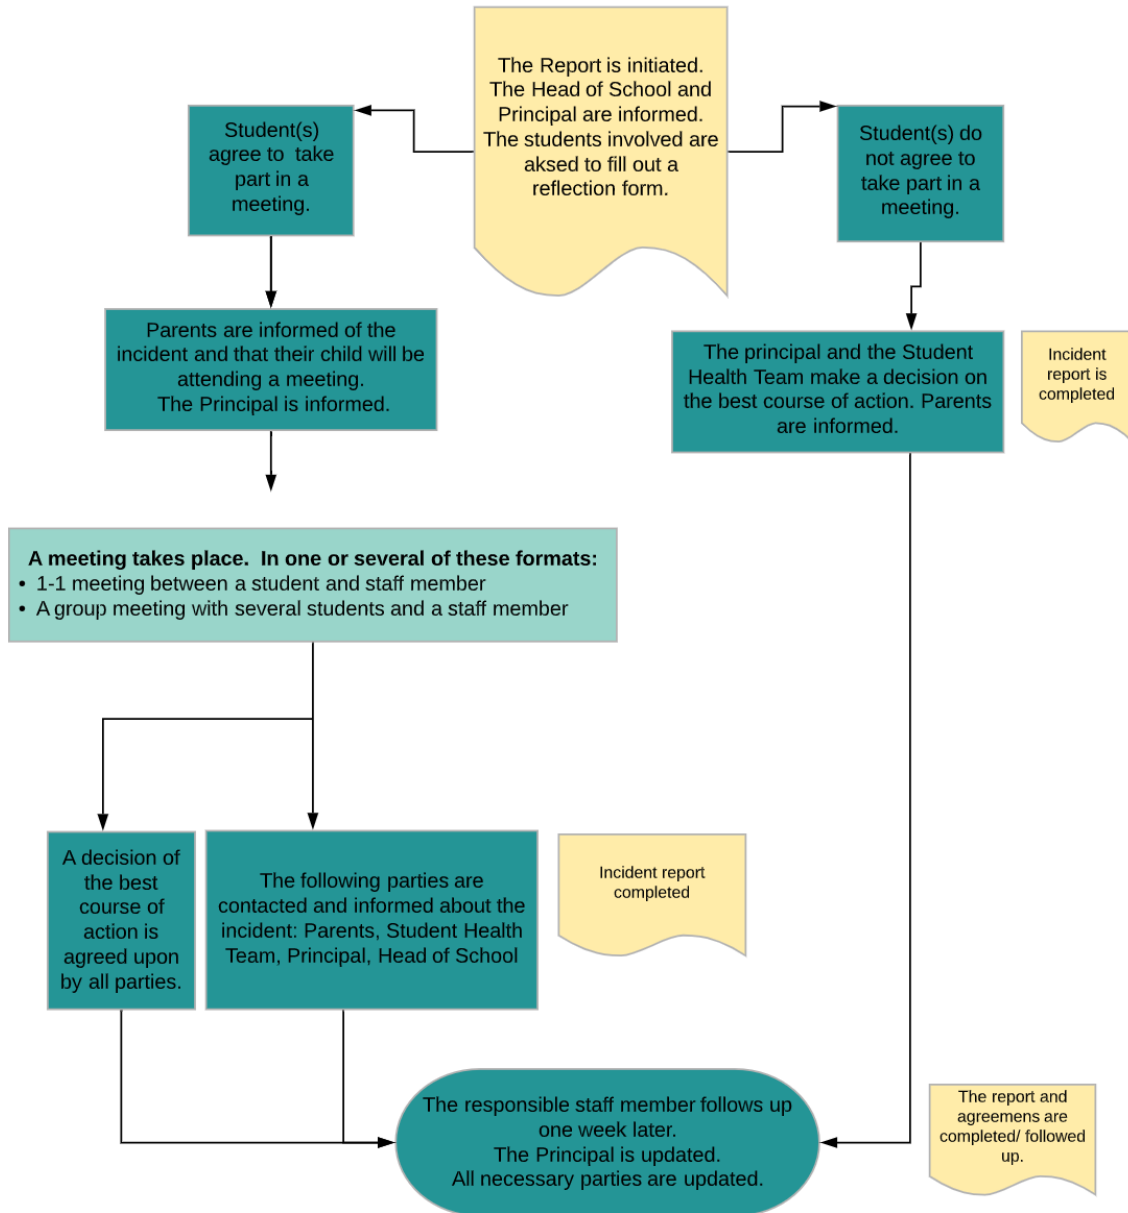 The Report is initiated.
The Head of School and
Principal are informed.
The students involved are
aksed to fill out a
reflection form.
Student(s)
agree to take
part in a
meeting.
Student(s) do
not agree to
take part in a
meeting.
Parents are informed of the
incident and that their child will be
attending a meeting.
The Principal is informed.
The principal and the Student
Health Team make a decision on
the best course of action. Parents
are informed.
Incident
report is
completed
A meeting takes place. In one or several of these formats:
• 1-1 meeting between a student and staff member
• A group meeting with several students and a staff member
A decision of
the best
course of
action is
agreed upon
by all parties.
The following parties are
contacted and informed about the
incident: Parents, Student Health
Team, Principal, Head of School
Incident report
completed
The responsible staff member follows up
one week later.
The Principal is updated.
All necessary parties are updated.
The report and
agreemens are
completed/ followed
up.